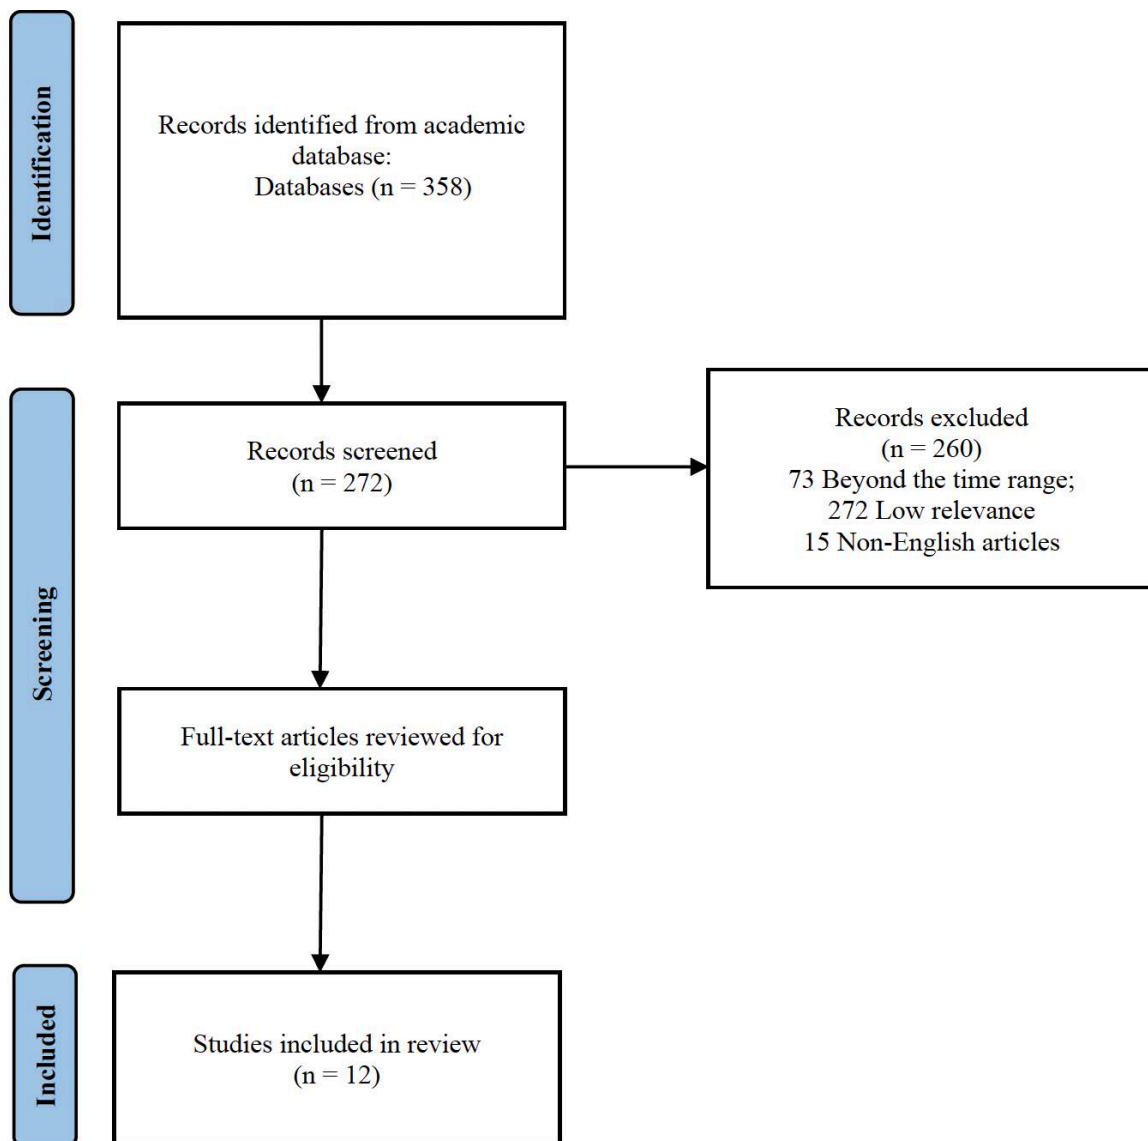 Identification
Records identified from academic
database:
Databases (n = 358)
Screening
Records screened
(n = 272)
Records excluded
(n = 260)
73 Beyond the time range;
272 Low relevance
15 Non-English articles
Full-text articles reviewed for
eligibility
Included
Studies included in review
(n = 12)